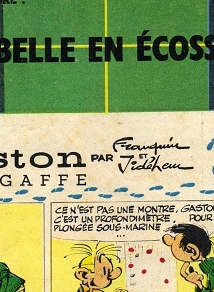 BELLE EN ÉCOSS
ston PAR Franquin ET Jidéhem
GAFFE
CE N'EST PAS UNE MONTRE, GASTON
C'EST UN PROFONDIMÈTRE POUR
PLONGÉE SOUS-MARINE ...